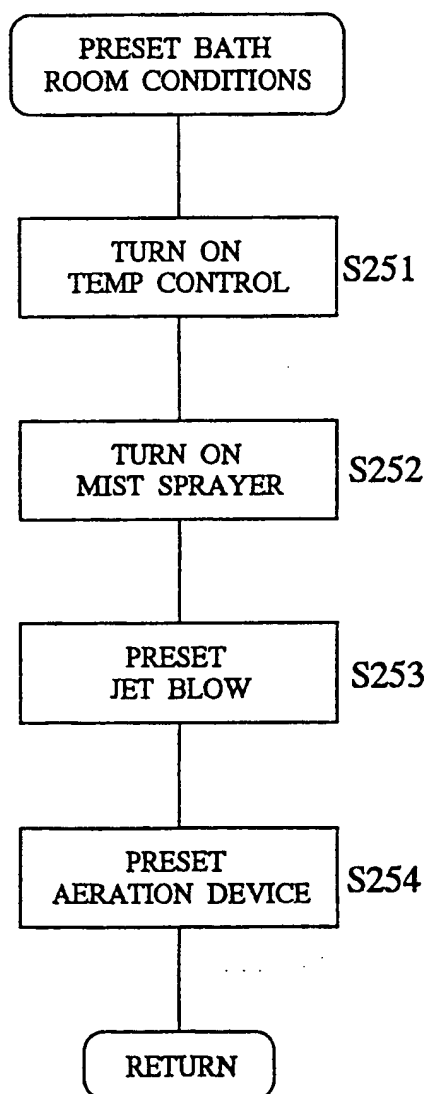 PRESET BATH
ROOM CONDITIONS
TURN ON
TEMP CONTROL
S251
TURN ON
MIST SPRAYER
S252
PRESET
JET BLOW
S253
PRESET
AERATION DEVICE
S254
RETURN